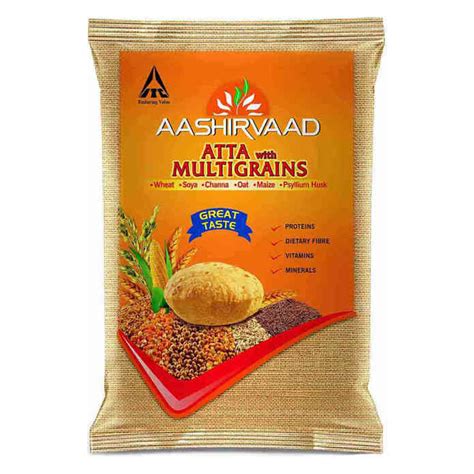 ITC
Enduring Value
AASHIRVAAD
ATTA with
MULTIGRAINS
• Wheat • Soya • Channa • Oat • Maize • Psyllium Husk
GREAT
TASTE
✓ PROTEINS
✓ DIETARY FIBRE
✓ VITAMINS
✓ MINERALS